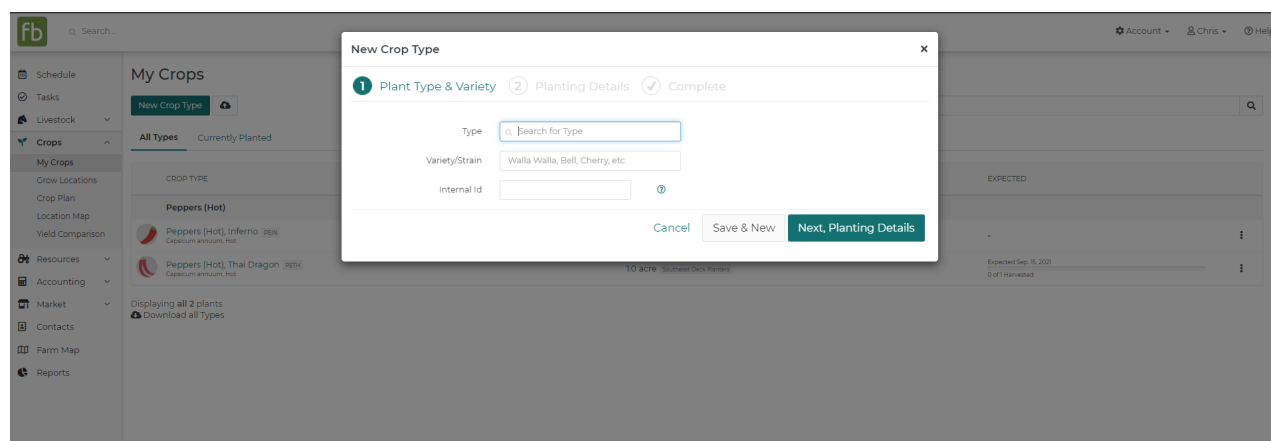 fb
Search...
Account
Chris
Help
Schedule
Tasks
Livestock
Crops
My Crops
Grow Locations
Crop Plan
Location Map
Yield Comparison
Resources
Accounting
Market
Contacts
Farm Map
Reports
My Crops
New Crop Type
All Types Currently Planted
CROP TYPE
EXPECTED
Peppers (Hot)
Peppers (Hot), Inferno PEIN
Capsicum annuum, Hot
-
Peppers (Hot), Thai Dragon PETH
Capsicum annuum, Hot
1.0 acre Southeast Deck Planters
Expected Sep. 15, 2021
0 of 1 Harvested
Displaying all 2 plants
Download all Types
New Crop Type
×
1 Plant Type & Variety 2 Planting Details Complete
Type Search for Type
Variety/Strain Walla Walla, Bell, Cherry, etc
Internal Id
Cancel Save & New Next, Planting Details